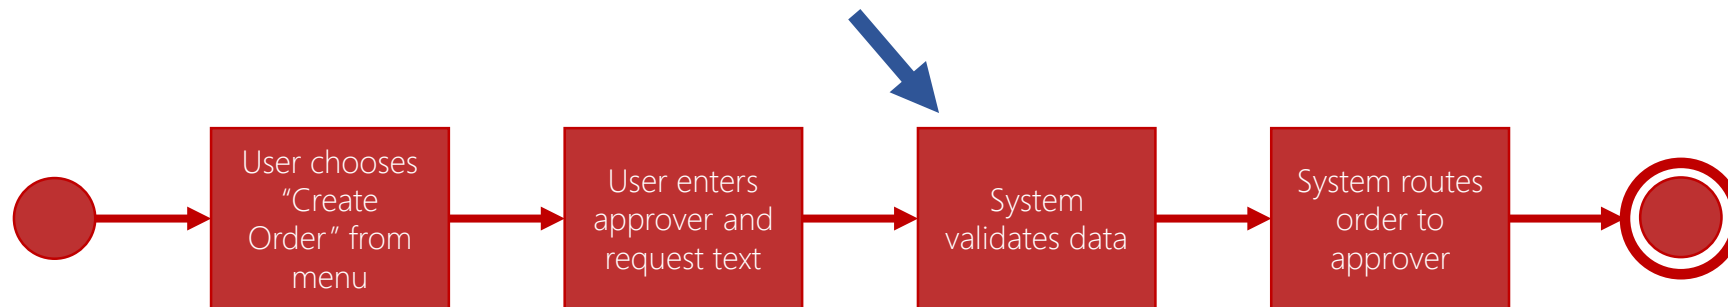 User chooses
“Create
Order” from
menu
User enters
approver and
request text
System
validates data
System routes
order to
approver